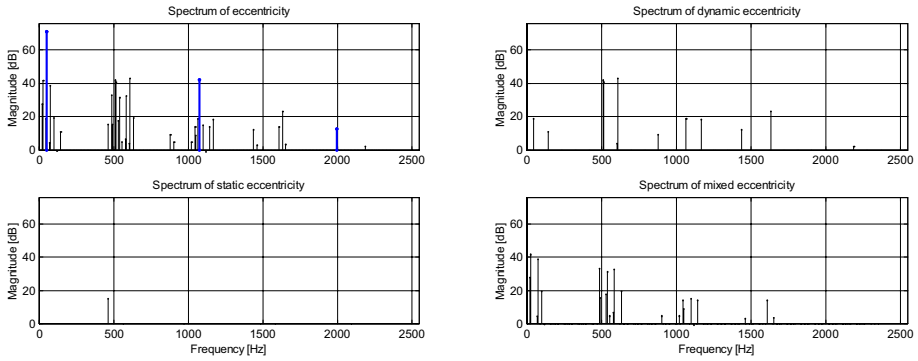 Spectrum of eccentricity
Magnitude [dB]
60
40
20
0
0 500 1000 1500 2000 2500
Spectrum of dynamic eccentricity
Magnitude [dB]
60
40
20
0
0 500 1000 1500 2000 2500
Spectrum of static eccentricity
Magnitude [dB]
60
40
20
0
0 500 1000 1500 2000 2500
Frequency [Hz]
Spectrum of mixed eccentricity
Magnitude [dB]
60
40
20
0
0 500 1000 1500 2000 2500
Frequency [Hz]